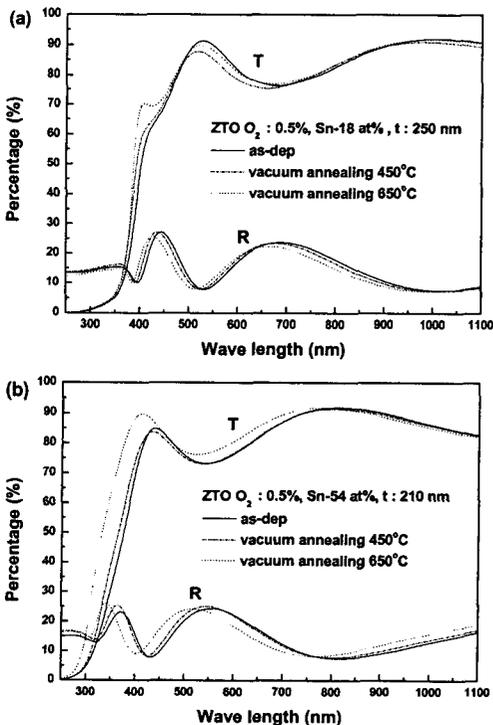 (a)
100
90
80
70
60
50
40
30
20
10
0
Percentage (%)
T
ZTO O2 : 0.5%, Sn-18 at% , t : 250 nm
as-dep
vacuum annealing 450°C
vacuum annealing 650°C
R
300 400 500 600 700 800 900 1000 1100
Wave length (nm)
(b)
100
90
80
70
60
50
40
30
20
10
0
Percentage (%)
T
ZTO O2 : 0.5%, Sn-54 at%, t : 210 nm
as-dep
vacuum annealing 450°C
vacuum annealing 650°C
R
300 400 500 600 700 800 900 1000 1100
Wave length (nm)